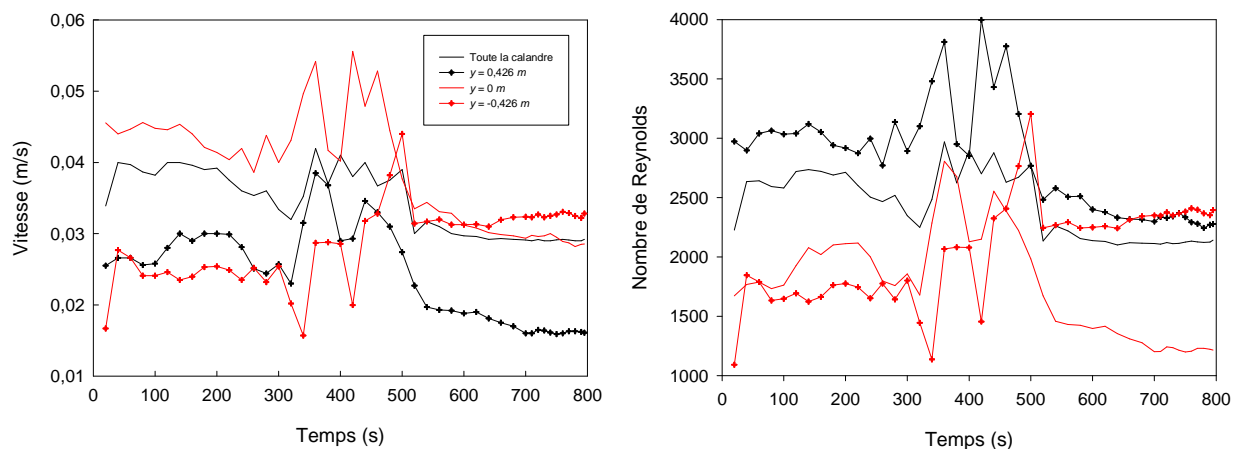 0,06
0,05
0,04
0,03
0,02
0,01
Vitesse (m/s)
0 100 200 300 400 500 600 700 800
Temps (s)
Toute la calandre
y = 0,426 m
y = 0 m
y = -0,426 m
4000
3500
3000
2500
2000
1500
1000
Nombre de Reynolds
0 100 200 300 400 500 600 700 800
Temps (s)